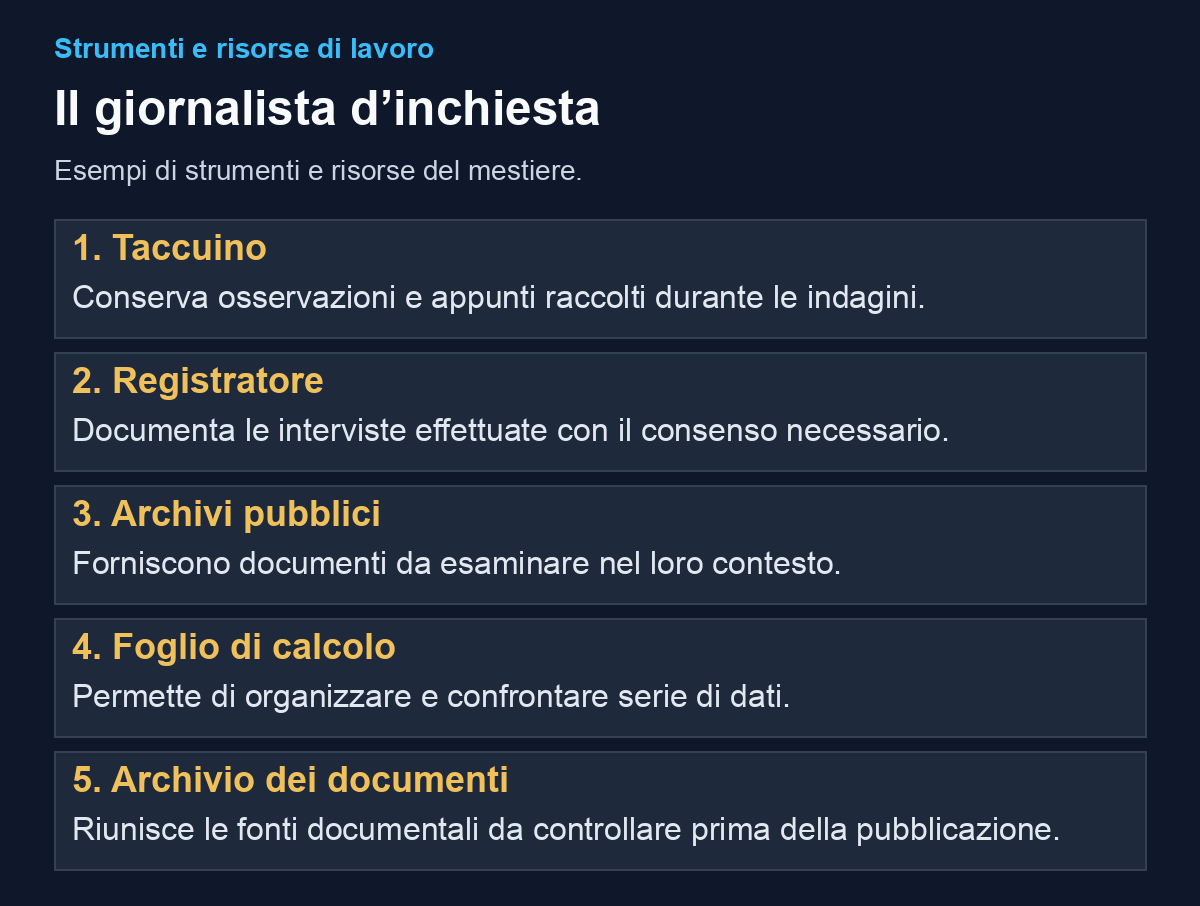 Strumenti e risorse di lavoro
Il giornalista d’inchiesta
Esempi di strumenti e risorse del mestiere.
1. Taccuino
Conserva osservazioni e appunti raccolti durante le indagini.
2. Registratore
Documenta le interviste effettuate con il consenso necessario.
3. Archivi pubblici
Forniscono documenti da esaminare nel loro contesto.
4. Foglio di calcolo
Permette di organizzare e confrontare serie di dati.
5. Archivio dei documenti
Riunisce le fonti documentali da controllare prima della pubblicazione.